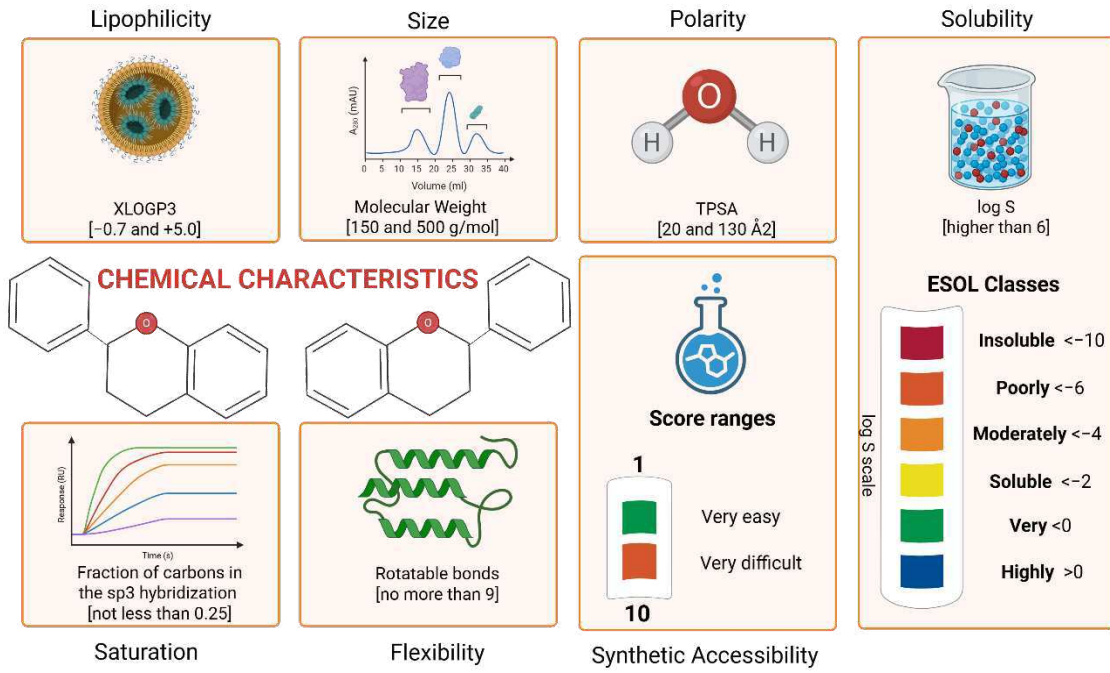 Lipophilicity
XLOGP3
[−0.7 and +5.0]
Size
A280 (mAU)
0 5 10 15 20 25 30 35 40
Volume (ml)
Molecular Weight
[150 and 500 g/mol]
Polarity
O
H H
TPSA
[20 and 130 Å2]
Solubility
log S
[higher than 6]
ESOL Classes
log S scale
Insoluble <−10
Poorly <−6
Moderately <−4
Soluble <−2
Very <0
Highly >0
CHEMICAL CHARACTERISTICS
O O
Response (RU)
Time (s)
Fraction of carbons in
the sp3 hybridization
[not less than 0.25]
Saturation
Rotatable bonds
[no more than 9]
Flexibility
Score ranges
1
Very easy
Very difficult
10
Synthetic Accessibility